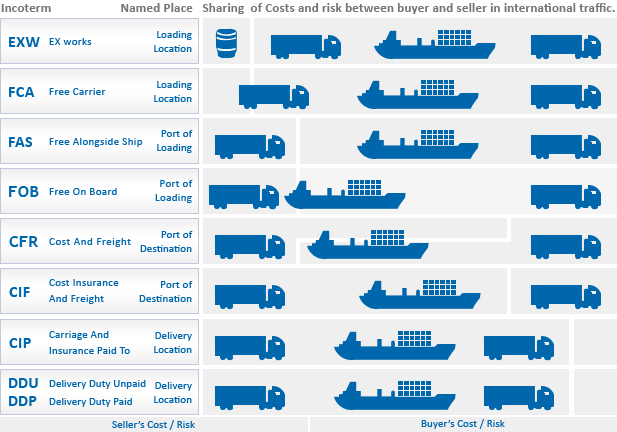 Incoterm Named Place Sharing of Costs and risk between buyer and seller in international traffic.
EXW EX works Loading Location
FCA Free Carrier Loading Location
FAS Free Alongside Ship Port of Loading
FOB Free On Board Port of Loading
CFR Cost And Freight Port of Destination
CIF Cost Insurance And Freight Port of Destination
CIP Carriage And Insurance Paid To Delivery Location
DDU Delivery Duty Unpaid Delivery
DDP Delivery Duty Paid Location
Seller's Cost / Risk Buyer's Cost / Risk